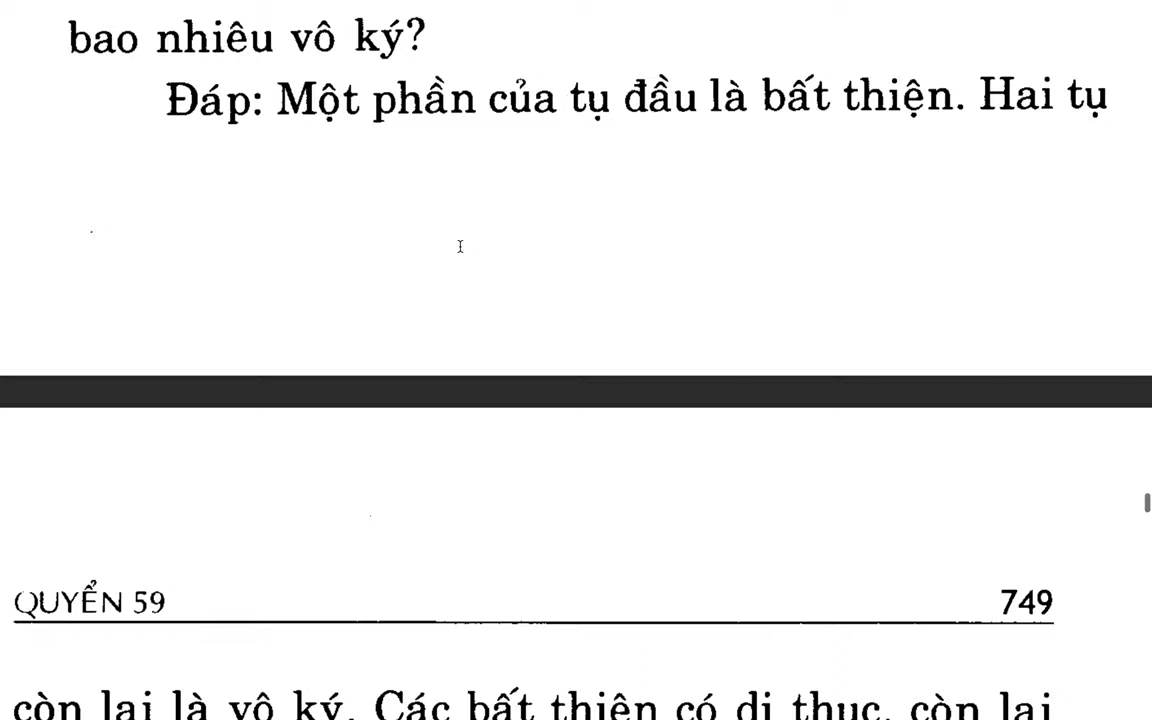 bao nhiêu vô ký?
Đáp: Một phần của tụ đầu là bất thiện. Hai tụ
QUYỂN 59 749
còn lại là vô ký. Các bất thiện có dị thục, còn lại